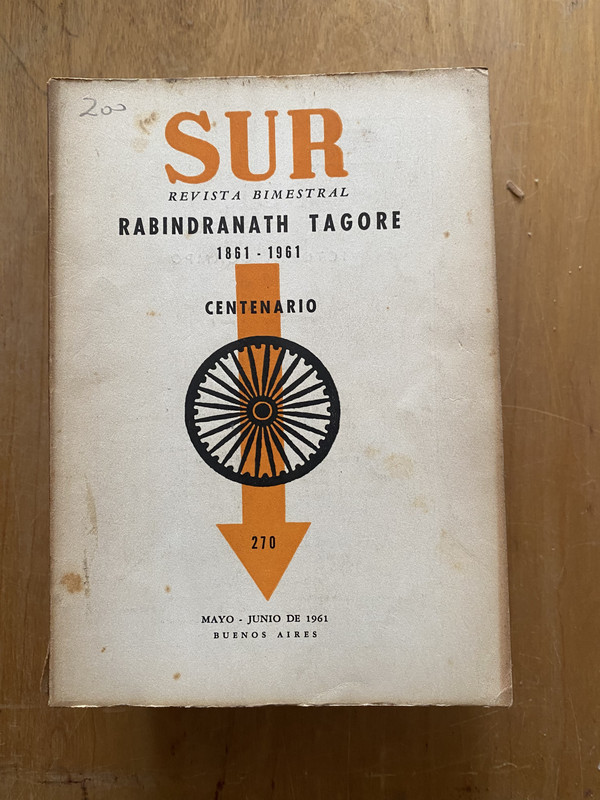 200
SUR
REVISTA BIMESTRAL
RABINDRANATH TAGORE
1861 - 1961
CENTENARIO
270
MAYO - JUNIO DE 1961
BUENOS AIRES